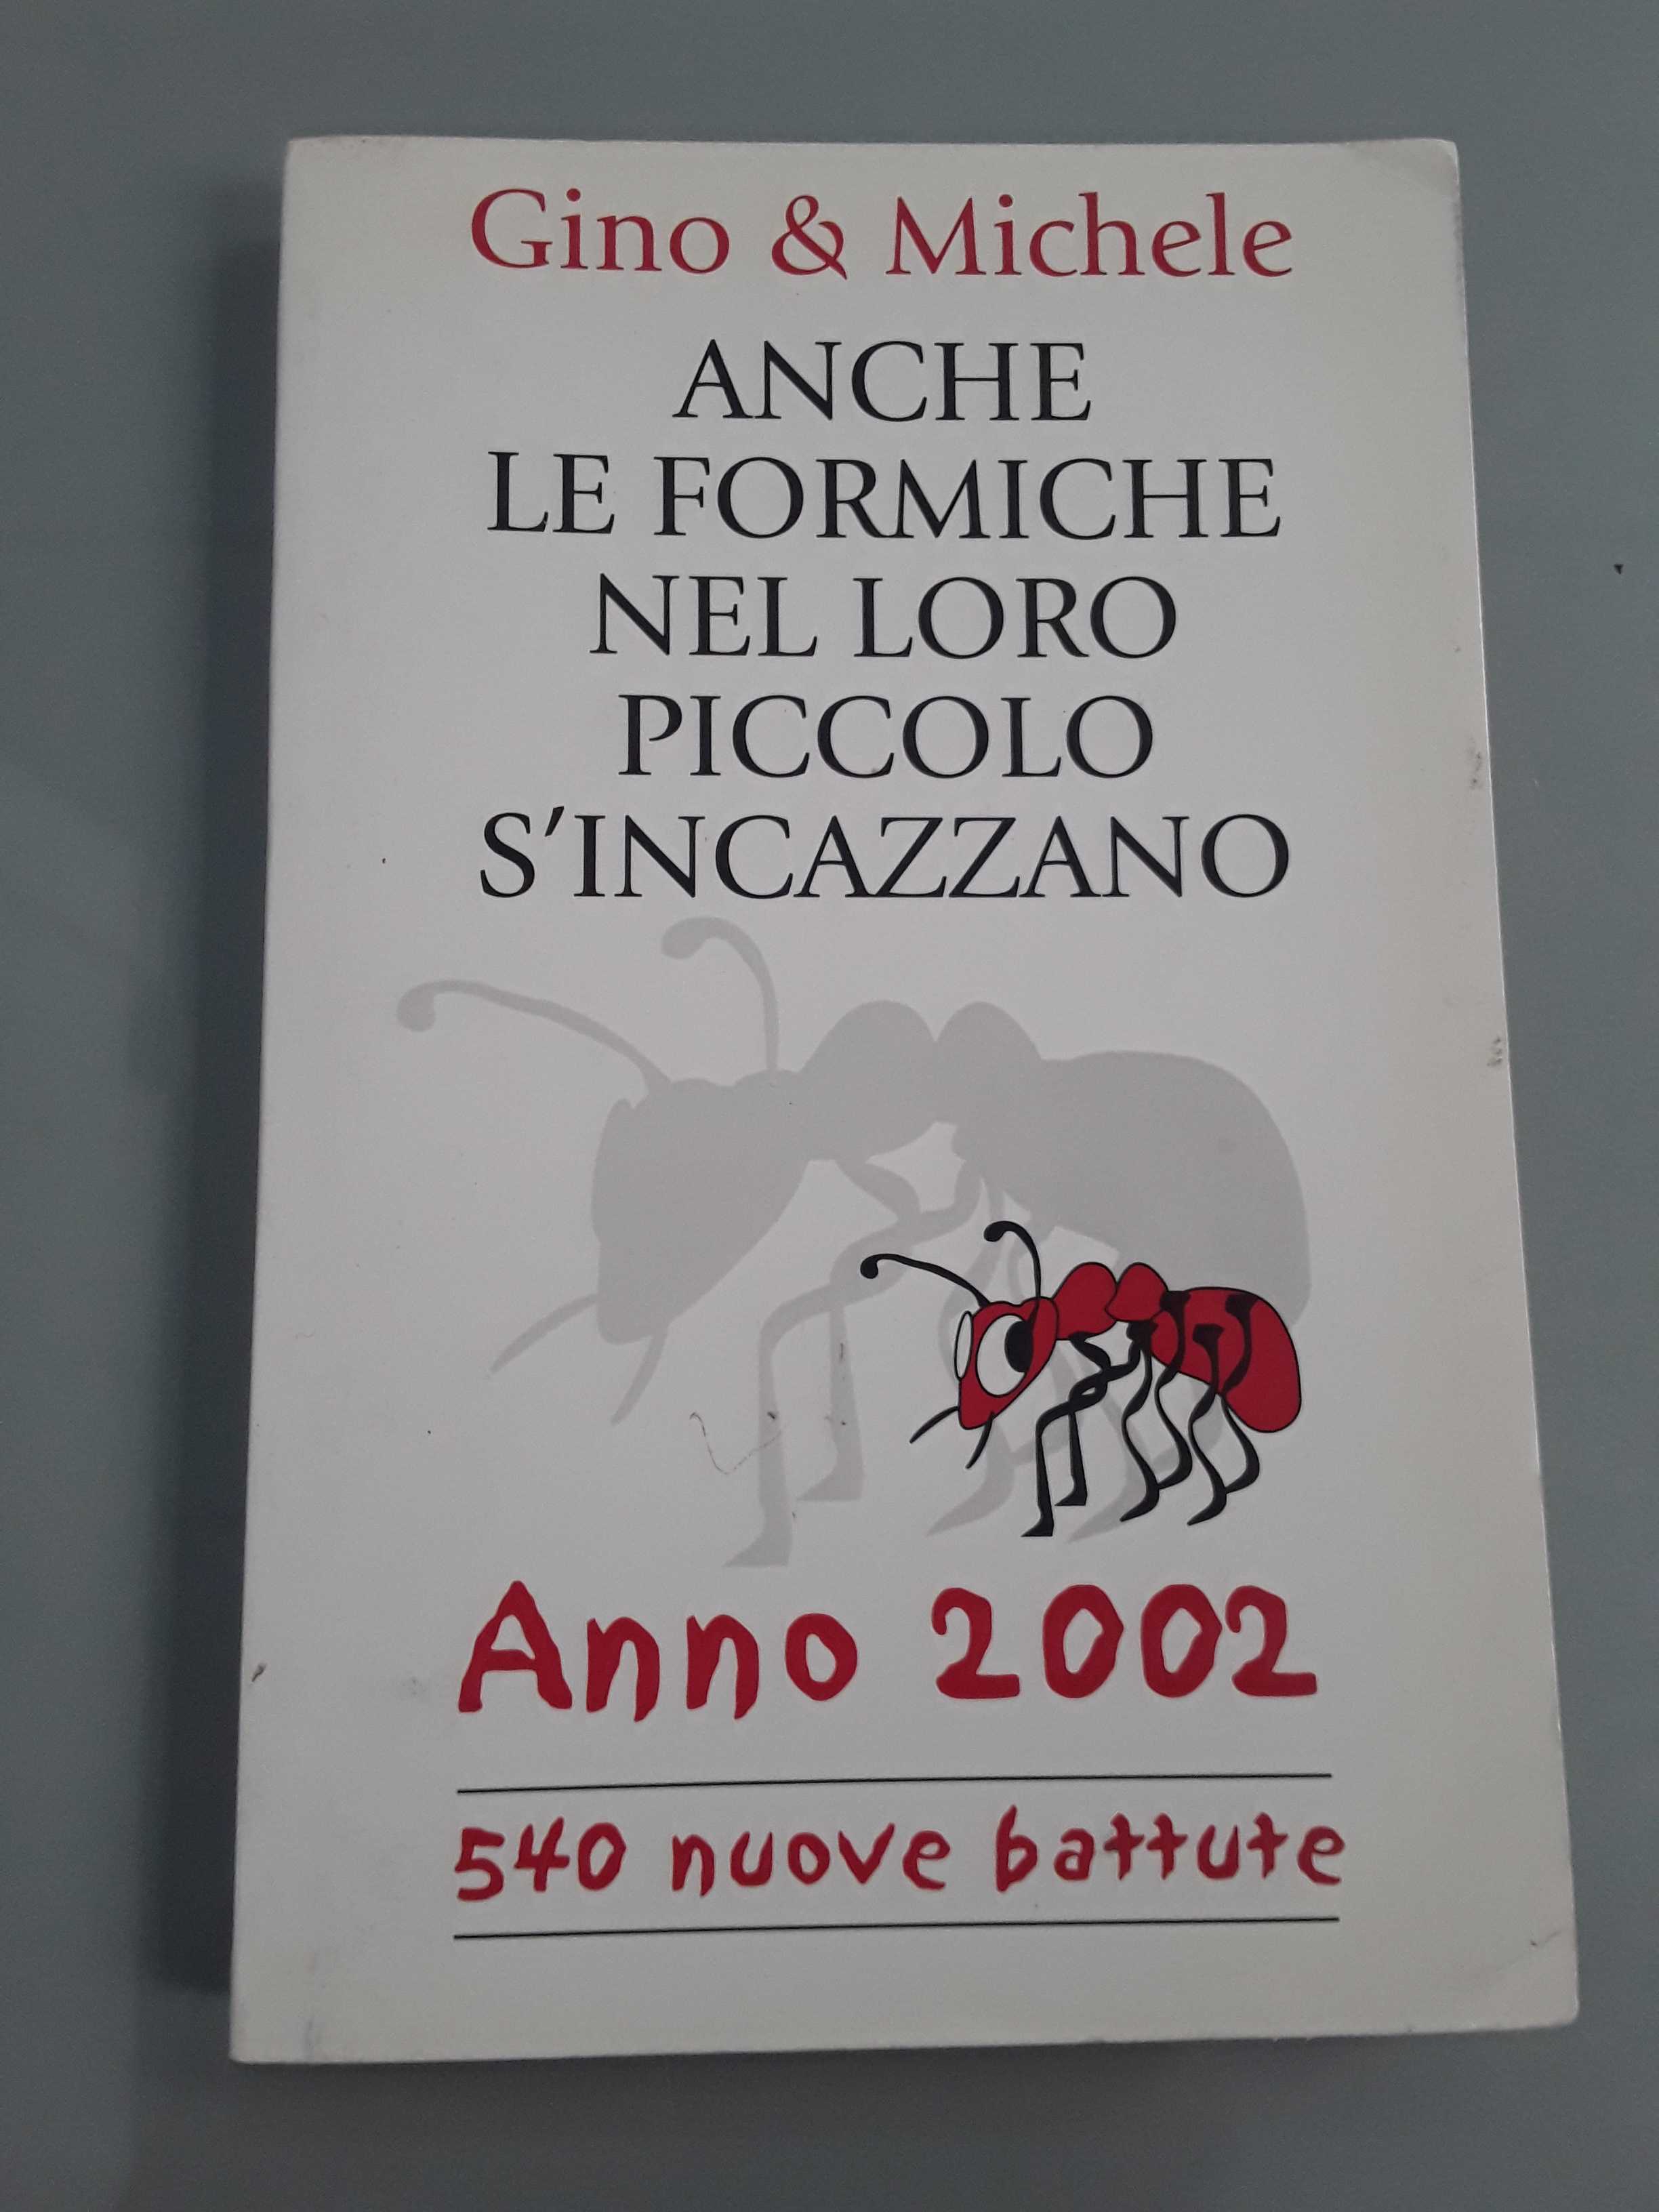 Gino & Michele
ANCHE
LE FORMICHE
NEL LORO
PICCOLO
S'INCAZZANO
Anno 2002
540 nuove battute